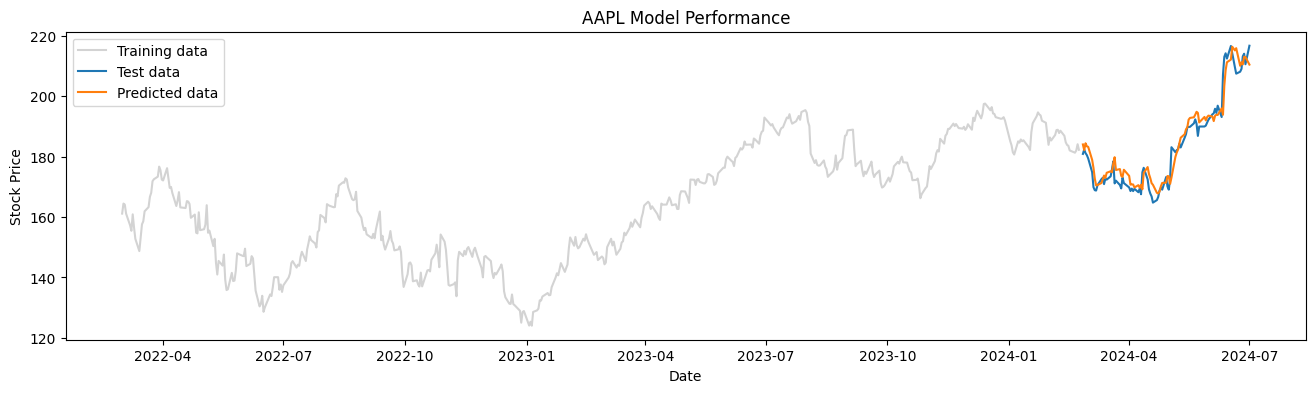 AAPL Model Performance
Training data
Test data
Predicted data
Stock Price
220
200
180
160
140
120
2022-04 2022-07 2022-10 2023-01 2023-04 2023-07 2023-10 2024-01 2024-04 2024-07
Date